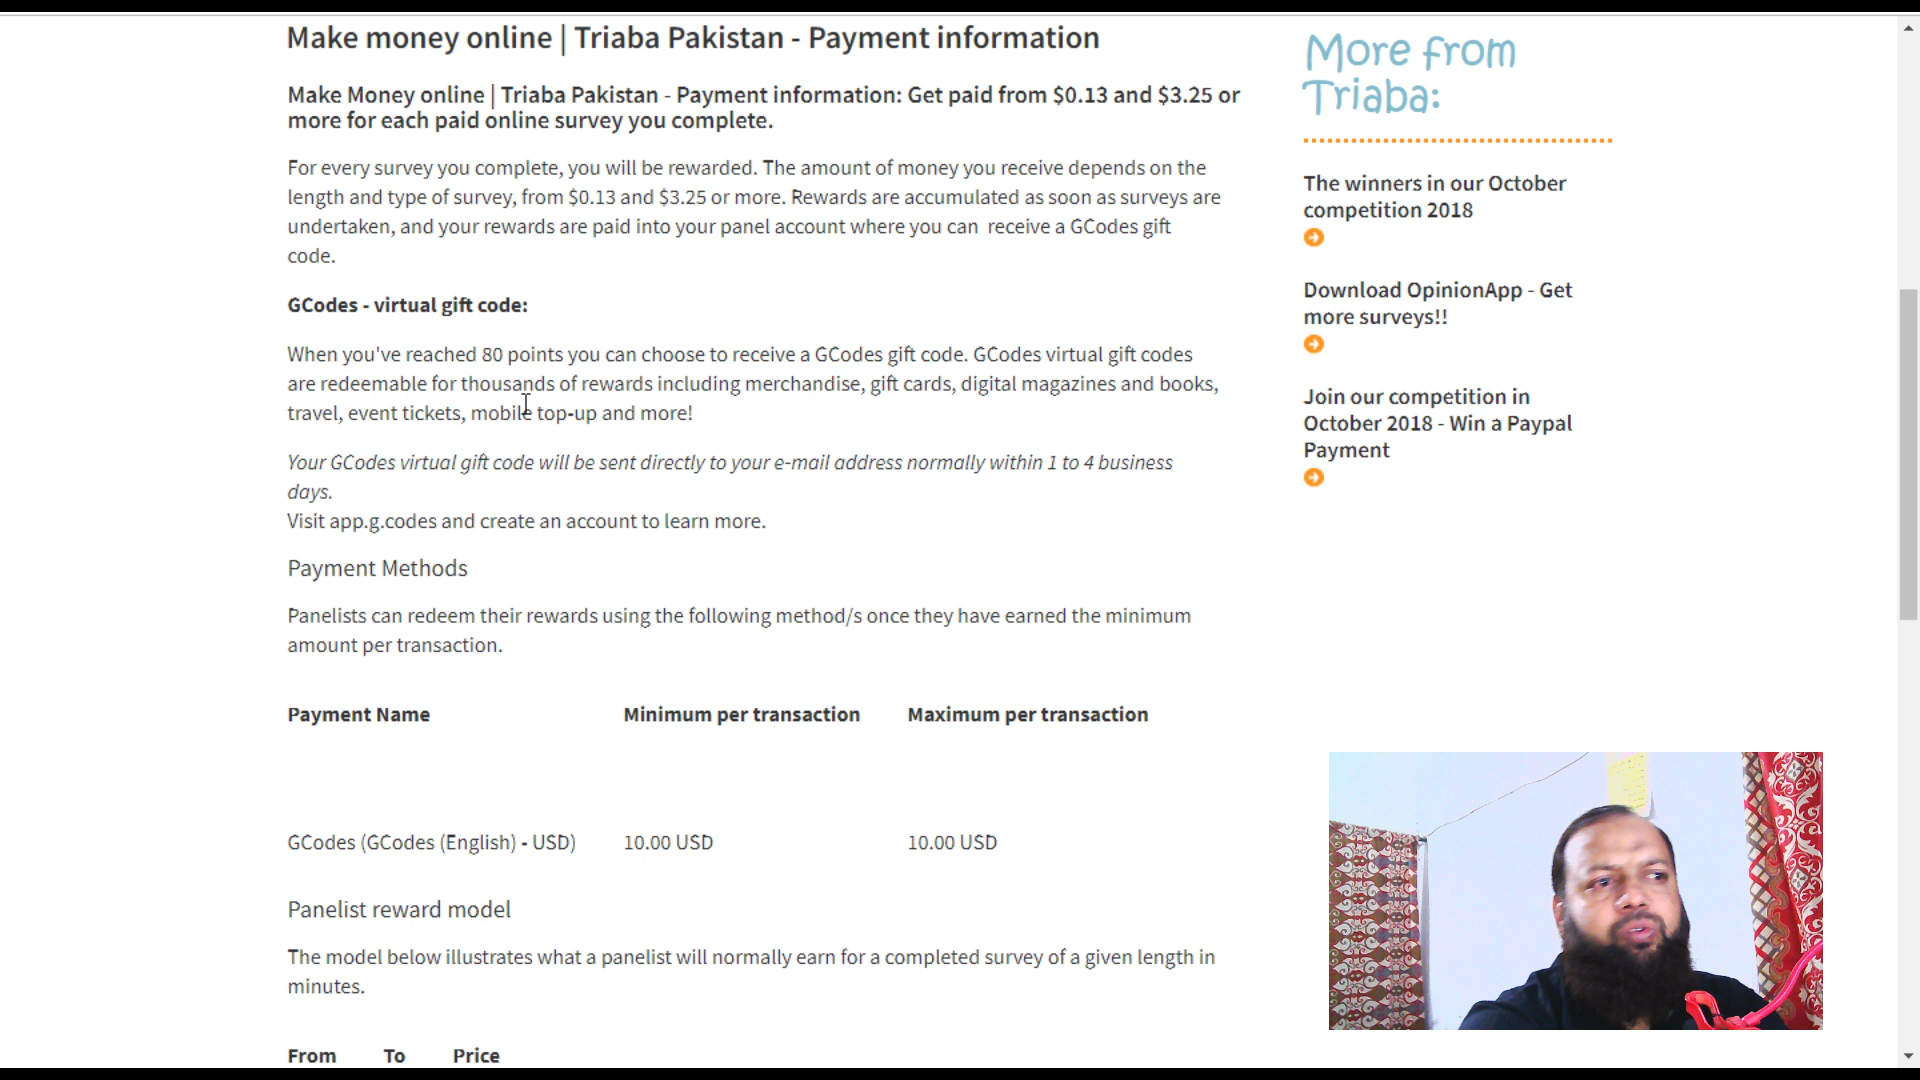 Make money online | Triaba Pakistan - Payment information
Make Money online | Triaba Pakistan - Payment information: Get paid from $0.13 and $3.25 or
more for each paid online survey you complete.
For every survey you complete, you will be rewarded. The amount of money you receive depends on the
length and type of survey, from $0.13 and $3.25 or more. Rewards are accumulated as soon as surveys are
undertaken, and your rewards are paid into your panel account where you can receive a GCodes gift
code.
GCodes - virtual gift code:
When you've reached 80 points you can choose to receive a GCodes gift code. GCodes virtual gift codes
are redeemable for thousands of rewards including merchandise, gift cards, digital magazines and books,
travel, event tickets, mobile top-up and more!
Your GCodes virtual gift code will be sent directly to your e-mail address normally within 1 to 4 business
days.
Visit app.g.codes and create an account to learn more.
Payment Methods
Panelists can redeem their rewards using the following method/s once they have earned the minimum
amount per transaction.
Payment Name Minimum per transaction Maximum per transaction
GCodes (GCodes (English) - USD) 10.00 USD 10.00 USD
Panelist reward model
The model below illustrates what a panelist will normally earn for a completed survey of a given length in
minutes.
From To Price
More from
Triaba:
The winners in our October
competition 2018
Download OpinionApp - Get
more surveys!!
Join our competition in
October 2018 - Win a Paypal
Payment